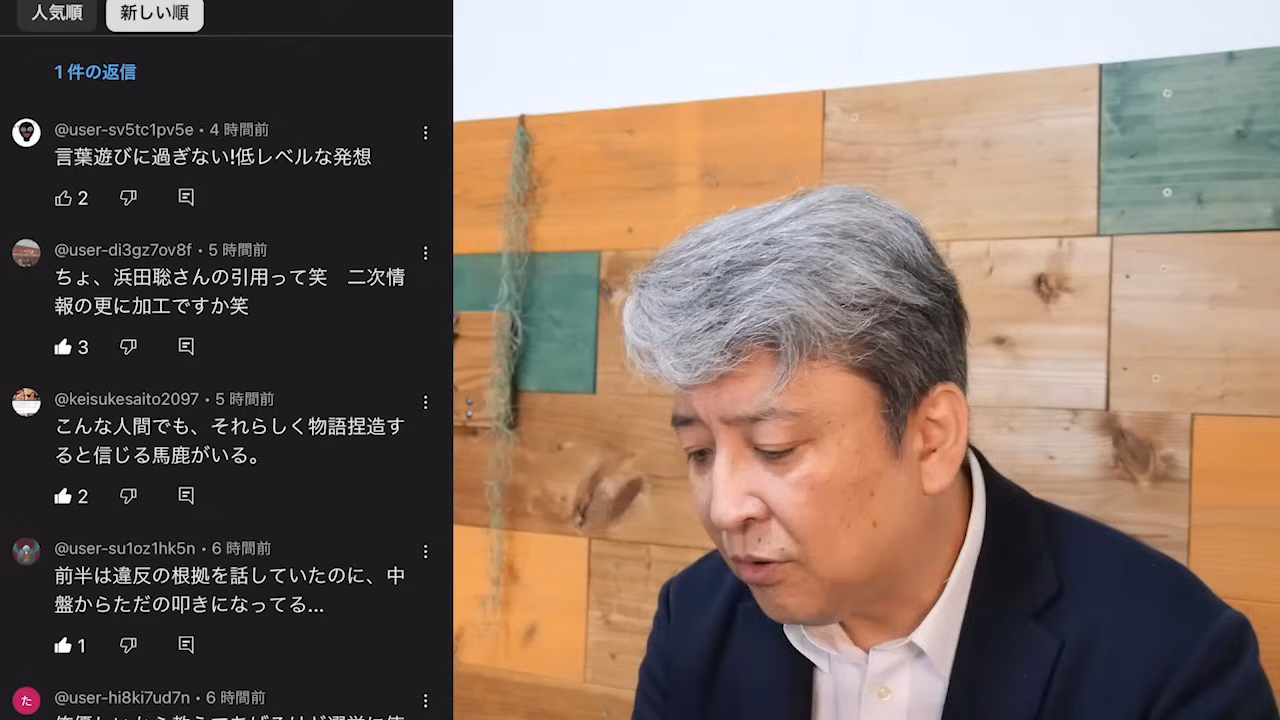 人気順
新しい順
1 件の返信
@user-sv5tc1pv5e • 4 時間前
言葉遊びに過ぎない!低レベルな発想
2
@user-di3gz7ov8f • 5 時間前
ちょ、浜田聡さんの引用って笑　二次情
報の更に加工ですか笑
3
@keisukesaito2097 • 5 時間前
こんな人間でも、それらしく物語捏造す
ると信じる馬鹿がいる。
2
@user-su1oz1hk5n • 6 時間前
前半は違反の根拠を話していたのに、中
盤からただの叩きになってる...
1
た
@user-hi8ki7ud7n • 6 時間前